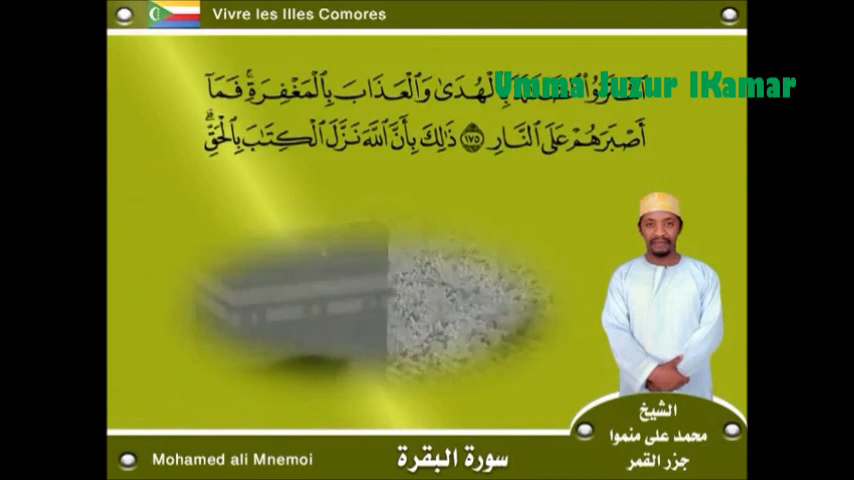 Vivre les Illes Comores
Umma Juzur lKamar
بِالْهُدَىٰ وَالْعَذَابَ بِالْمَغْفِرَةِ ۚ فَمَآ
أَصْبَرَهُمْ عَلَى النَّارِ ۝١٧٥ ذَٰلِكَ بِأَنَّ اللَّهَ نَزَّلَ الْكِتَٰبَ بِالْحَقِّ ۗ
الشيخ
محمد على منموا
جزر القمر
Mohamed ali Mnemoi
سورة البقرة